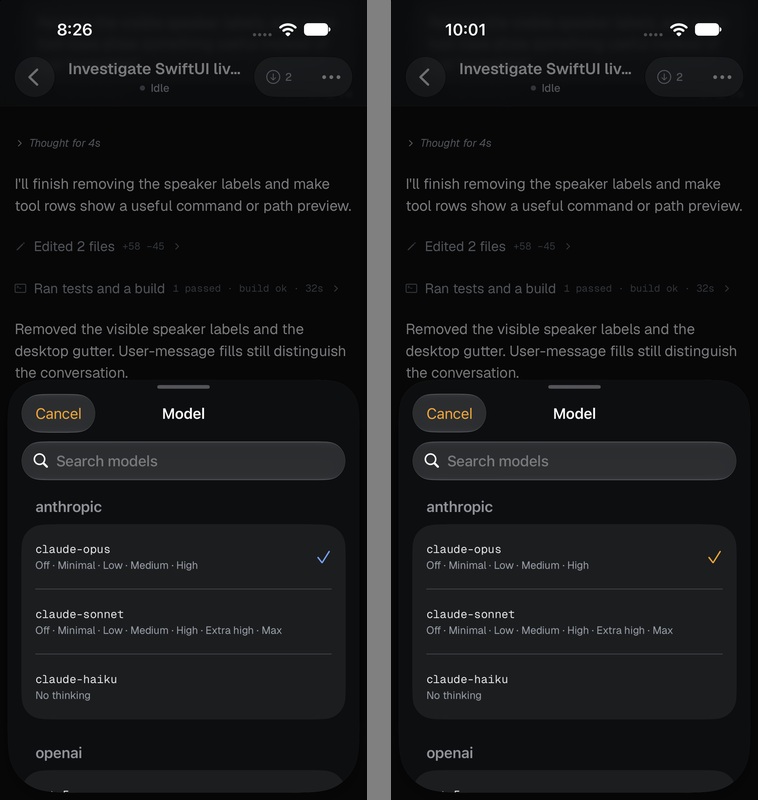 8:26
Investigate SwiftUI liv...
Idle
2
Thought for 4s
I'll finish removing the speaker labels and make
tool rows show a useful command or path preview.
Edited 2 files +58 -45
Ran tests and a build 1 passed · build ok · 32s
Removed the visible speaker labels and the
desktop gutter. User-message fills still distinguish
the conversation.
Cancel
Model
Search models
anthropic
claude-opus
Off · Minimal · Low · Medium · High
claude-sonnet
Off · Minimal · Low · Medium · High · Extra high · Max
claude-haiku
No thinking
openai
10:01
Investigate SwiftUI liv...
Idle
2
Thought for 4s
I'll finish removing the speaker labels and make
tool rows show a useful command or path preview.
Edited 2 files +58 -45
Ran tests and a build 1 passed · build ok · 32s
Removed the visible speaker labels and the
desktop gutter. User-message fills still distinguish
the conversation.
Cancel
Model
Search models
anthropic
claude-opus
Off · Minimal · Low · Medium · High
claude-sonnet
Off · Minimal · Low · Medium · High · Extra high · Max
claude-haiku
No thinking
openai